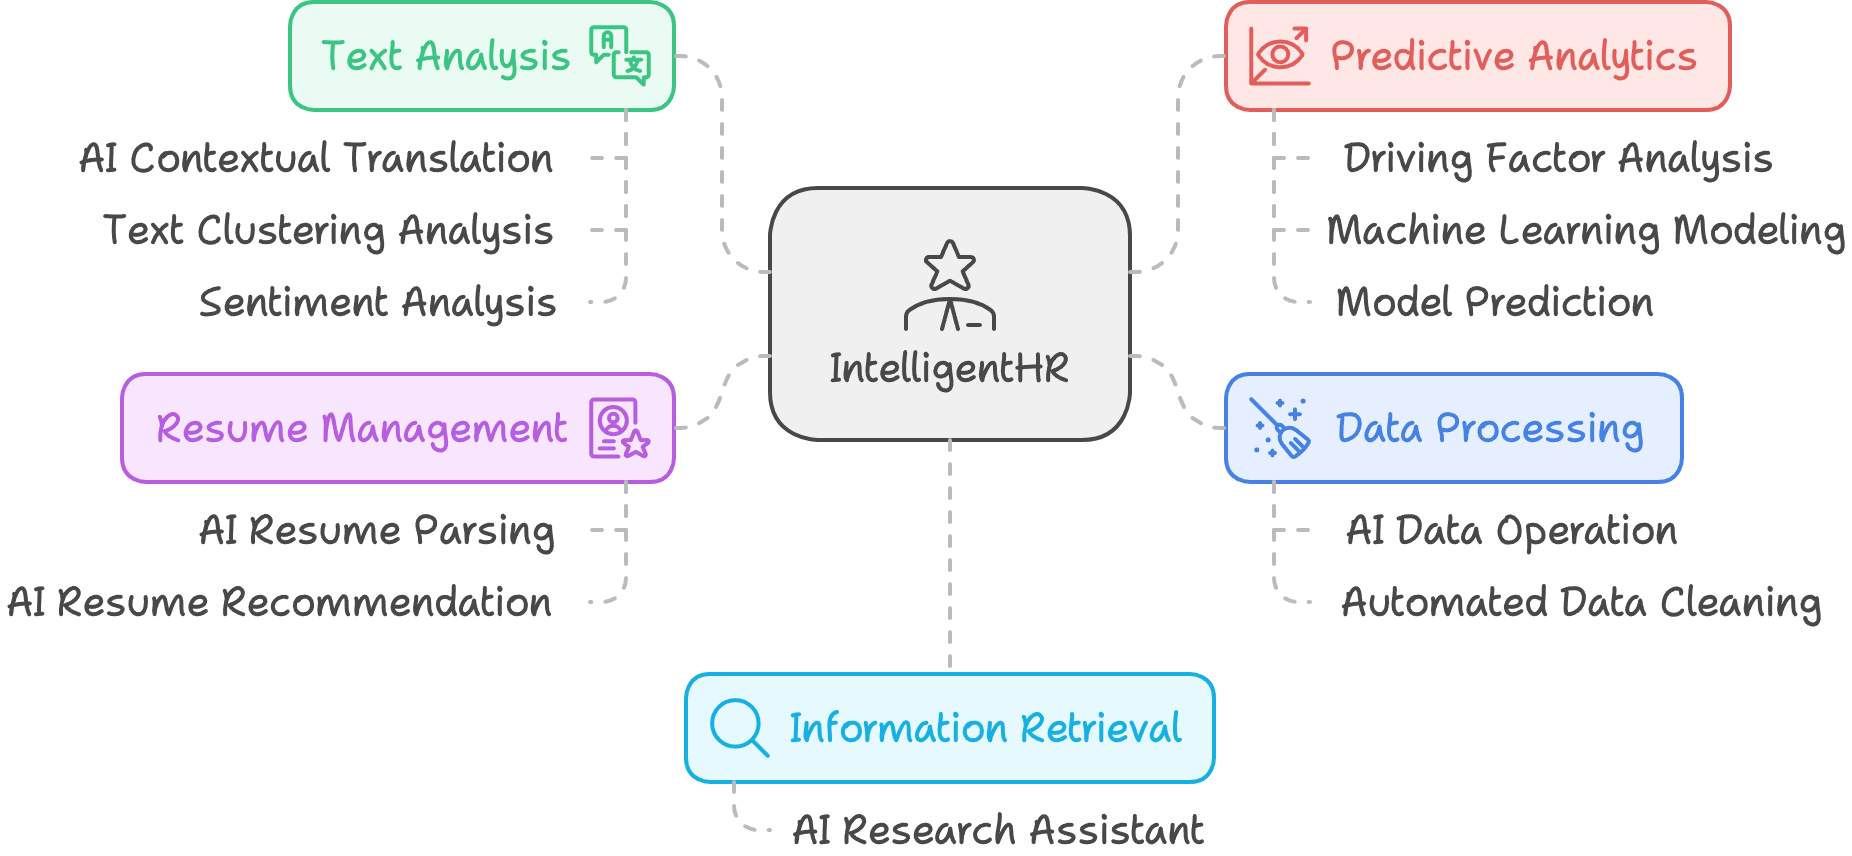 Text Analysis
AI Contextual Translation
Text Clustering Analysis
Sentiment Analysis
Resume Management
AI Resume Parsing
AI Resume Recommendation
IntelligentHR
Predictive Analytics
Driving Factor Analysis
Machine Learning Modeling
Model Prediction
Data Processing
AI Data Operation
Automated Data Cleaning
Information Retrieval
AI Research Assistant